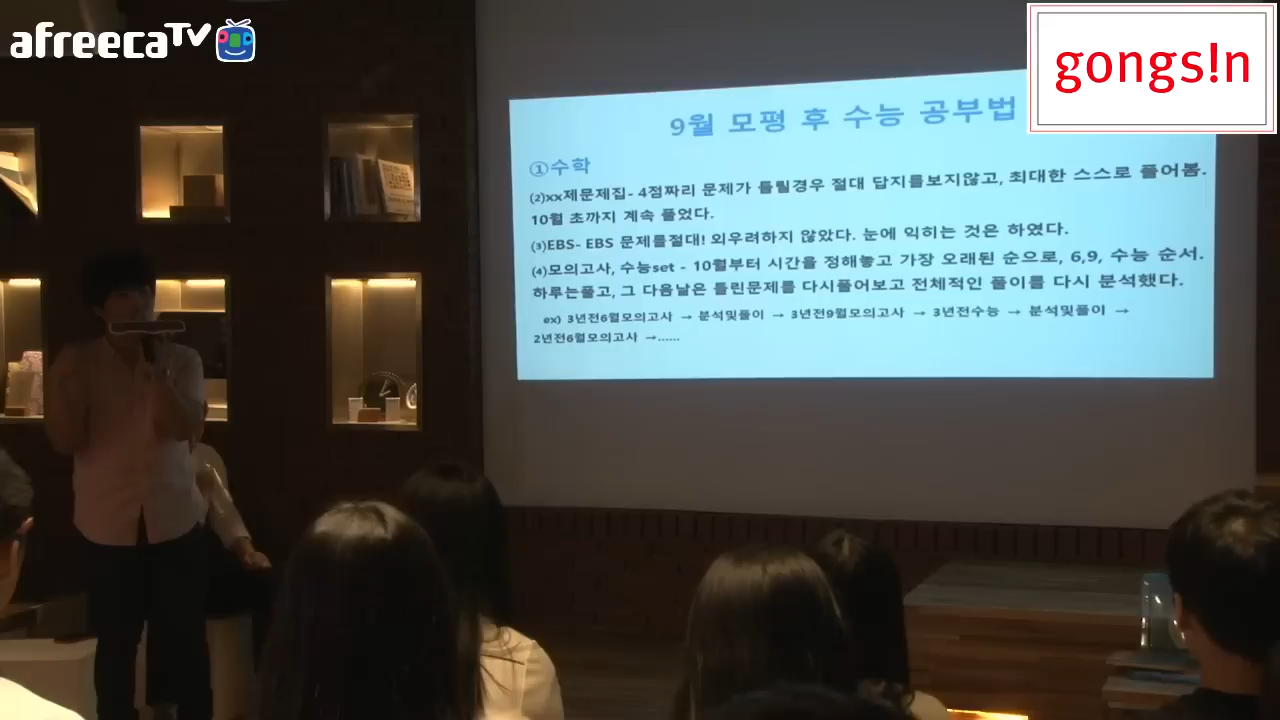 afreecaTV
gongs!n
9월 모평 후 수능 공부법
①수학
(2)xx제문제집- 4점짜리 문제가 틀릴경우 절대 답지를보지않고, 최대한 스스로 풀어봄.
10월 초까지 계속 풀었다.
(3)EBS- EBS 문제를절대! 외우려하지 않았다. 눈에 익히는 것은 하였다.
(4)모의고사, 수능set - 10월부터 시간을 정해놓고 가장 오래된 순으로, 6,9, 수능 순서.
하루는풀고, 그 다음날은 틀린문제를 다시풀어보고 전체적인 풀이를 다시 분석했다.
ex) 3년전6월모의고사 → 분석및풀이 → 3년전9월모의고사 → 3년전수능 → 분석및풀이 →
2년전6월모의고사 →......